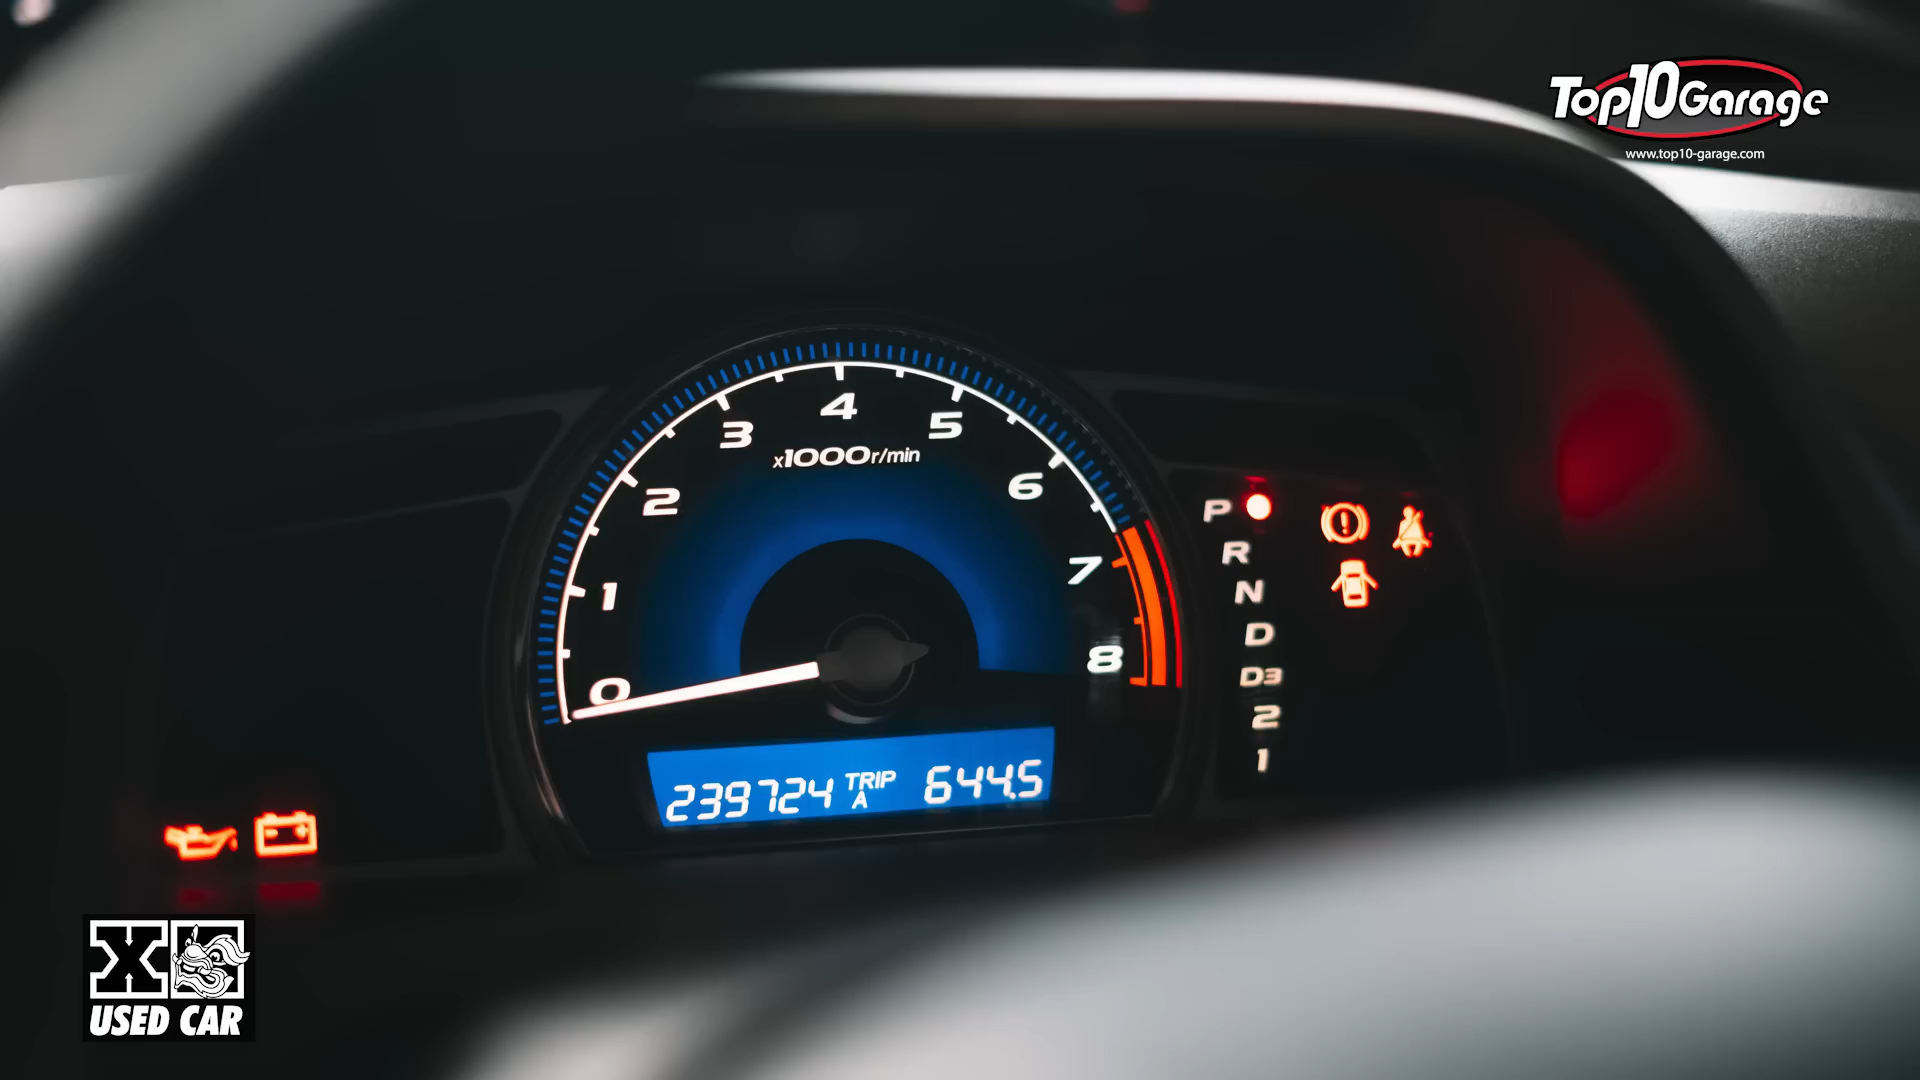 Top10Garage
www.top10-garage.com
4
3
5
x1000r/min
2
6
1
7
0
8
P
R
N
D
D3
2
1
239724 TRIP A 644.5
X
USED CAR